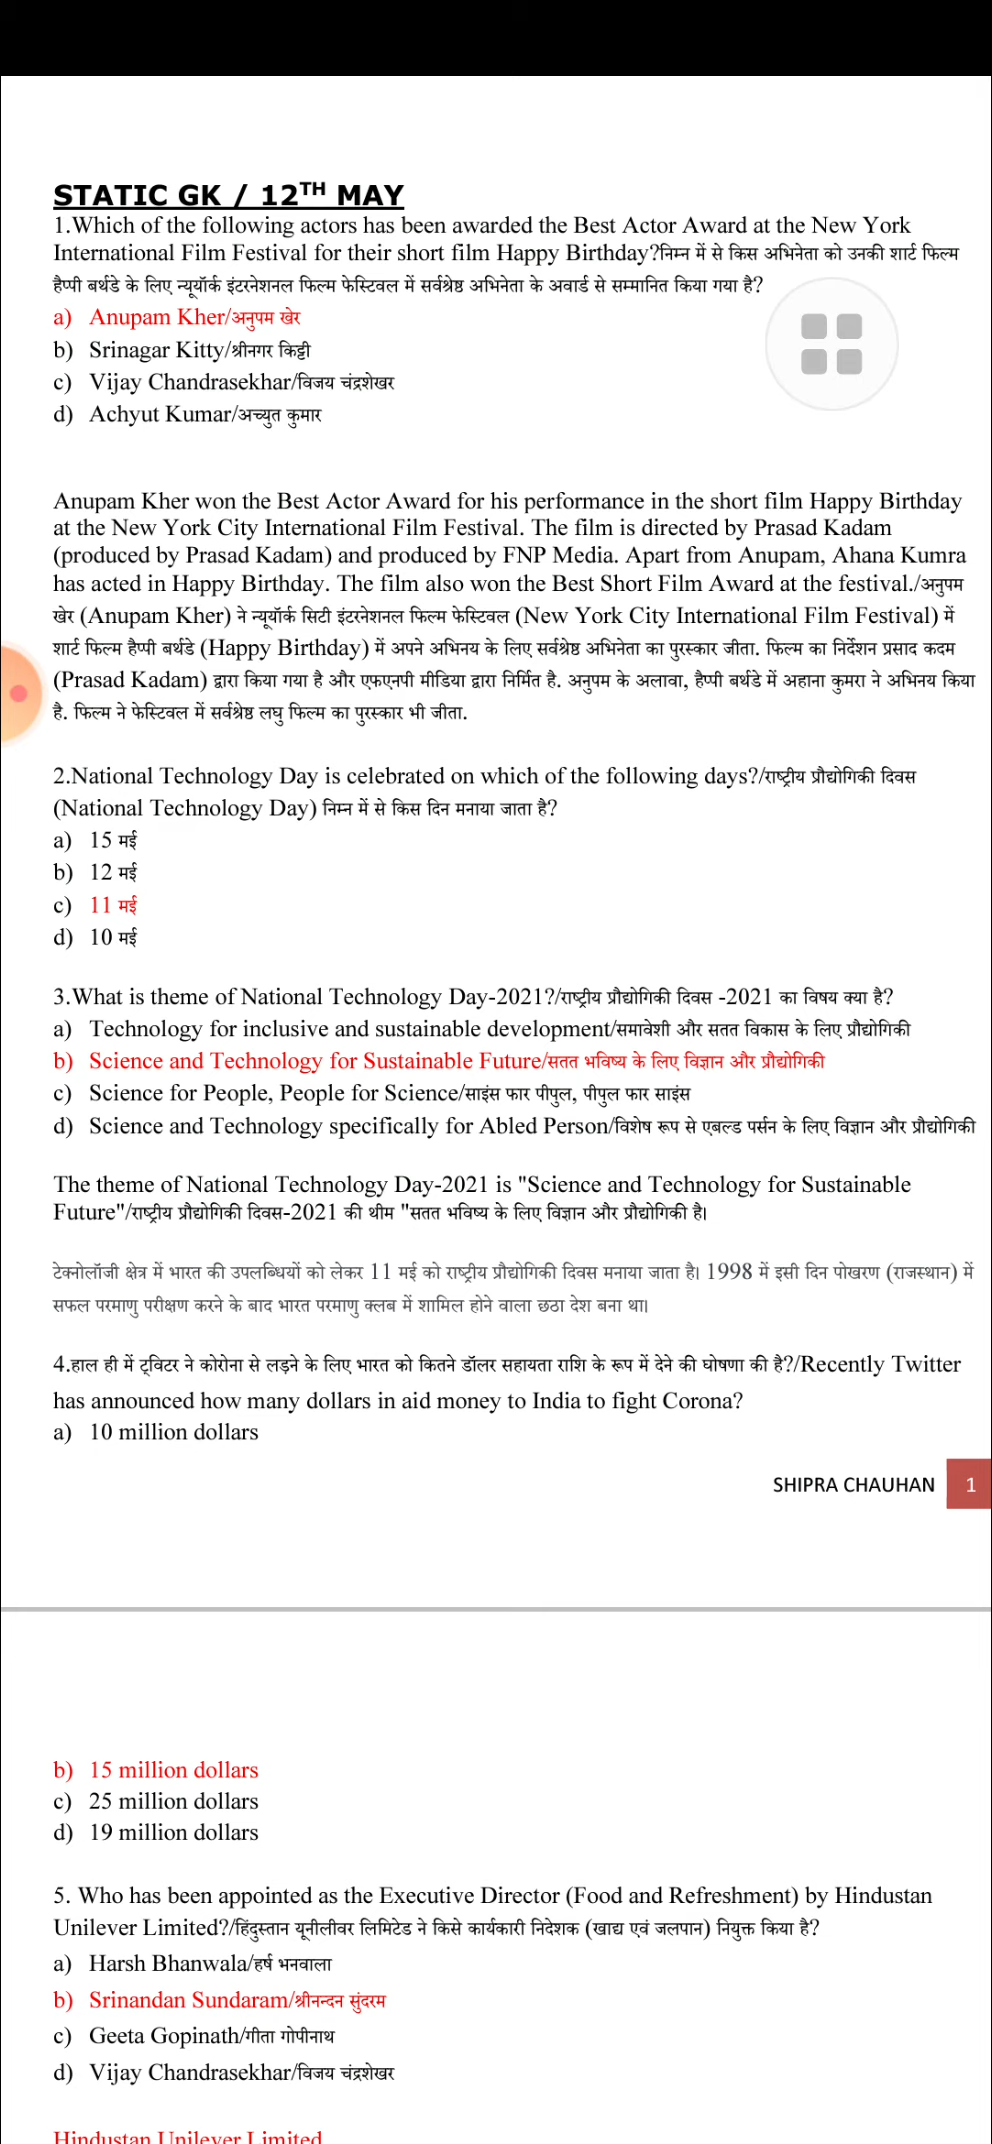 STATIC GK / 12TH MAY
1.Which of the following actors has been awarded the Best Actor Award at the New York
International Film Festival for their short film Happy Birthday?निम्न में से किस अभिनेता को उनकी शार्ट फिल्म
हैप्पी बर्थडे के लिए न्यूयॉर्क इंटरनेशनल फिल्म फेस्टिवल में सर्वश्रेष्ठ अभिनेता के अवार्ड से सम्मानित किया गया है?
a) Anupam Kher/अनुपम खेर
b) Srinagar Kitty/श्रीनगर किट्टी
c) Vijay Chandrasekhar/विजय चंद्रशेखर
d) Achyut Kumar/अच्युत कुमार
Anupam Kher won the Best Actor Award for his performance in the short film Happy Birthday
at the New York City International Film Festival. The film is directed by Prasad Kadam
(produced by Prasad Kadam) and produced by FNP Media. Apart from Anupam, Ahana Kumra
has acted in Happy Birthday. The film also won the Best Short Film Award at the festival./अनुपम
खेर (Anupam Kher) ने न्यूयॉर्क सिटी इंटरनेशनल फिल्म फेस्टिवल (New York City International Film Festival) में
शार्ट फिल्म हैप्पी बर्थडे (Happy Birthday) में अपने अभिनय के लिए सर्वश्रेष्ठ अभिनेता का पुरस्कार जीता. फिल्म का निर्देशन प्रसाद कदम
(Prasad Kadam) द्वारा किया गया है और एफएनपी मीडिया द्वारा निर्मित है. अनुपम के अलावा, हैप्पी बर्थडे में अहाना कुमरा ने अभिनय किया
है. फिल्म ने फेस्टिवल में सर्वश्रेष्ठ लघु फिल्म का पुरस्कार भी जीता.
2.National Technology Day is celebrated on which of the following days?/राष्ट्रीय प्रौद्योगिकी दिवस
(National Technology Day) निम्न में से किस दिन मनाया जाता है?
a) 15 मई
b) 12 मई
c) 11 मई
d) 10 मई
3.What is theme of National Technology Day-2021?/राष्ट्रीय प्रौद्योगिकी दिवस -2021 का विषय क्या है?
a) Technology for inclusive and sustainable development/समावेशी और सतत विकास के लिए प्रौद्योगिकी
b) Science and Technology for Sustainable Future/सतत भविष्य के लिए विज्ञान और प्रौद्योगिकी
c) Science for People, People for Science/साइंस फार पीपुल, पीपुल फार साइंस
d) Science and Technology specifically for Abled Person/विशेष रूप से एबल्ड पर्सन के लिए विज्ञान और प्रौद्योगिकी
The theme of National Technology Day-2021 is "Science and Technology for Sustainable
Future"/राष्ट्रीय प्रौद्योगिकी दिवस-2021 की थीम "सतत भविष्य के लिए विज्ञान और प्रौद्योगिकी है।
टेक्नोलॉजी क्षेत्र में भारत की उपलब्धियों को लेकर 11 मई को राष्ट्रीय प्रौद्योगिकी दिवस मनाया जाता है। 1998 में इसी दिन पोखरण (राजस्थान) में
सफल परमाणु परीक्षण करने के बाद भारत परमाणु क्लब में शामिल होने वाला छठा देश बना था।
4.हाल ही में ट्विटर ने कोरोना से लड़ने के लिए भारत को कितने डॉलर सहायता राशि के रूप में देने की घोषणा की है?/Recently Twitter
has announced how many dollars in aid money to India to fight Corona?
a) 10 million dollars
SHIPRA CHAUHAN 1
b) 15 million dollars
c) 25 million dollars
d) 19 million dollars
5. Who has been appointed as the Executive Director (Food and Refreshment) by Hindustan
Unilever Limited?/हिंदुस्तान यूनीलीवर लिमिटेड ने किसे कार्यकारी निदेशक (खाद्य एवं जलपान) नियुक्त किया है?
a) Harsh Bhanwala/हर्ष भनवाला
b) Srinandan Sundaram/श्रीनन्दन सुंदरम
c) Geeta Gopinath/गीता गोपीनाथ
d) Vijay Chandrasekhar/विजय चंद्रशेखर
Hindustan Unilever Limited